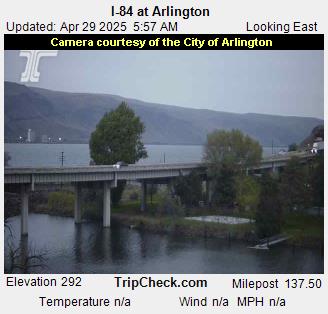 I-84 at Arlington
Updated: Apr 29 2025 5:57 AM Looking East
Camera courtesy of the City of Arlington
Elevation 292 TripCheck.com Milepost 137.50
Temperature n/a Wind n/a MPH n/a